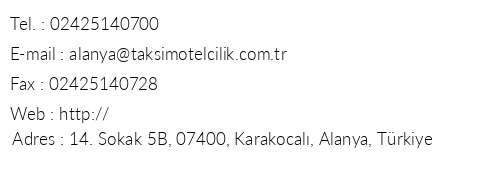 Tel. : 02425140700
E-mail : alanya@taksimotelcilik.com.tr
Fax : 02425140728
Web : http://
Adres : 14. Sokak 5B, 07400, Karakocalı, Alanya, Türkiye